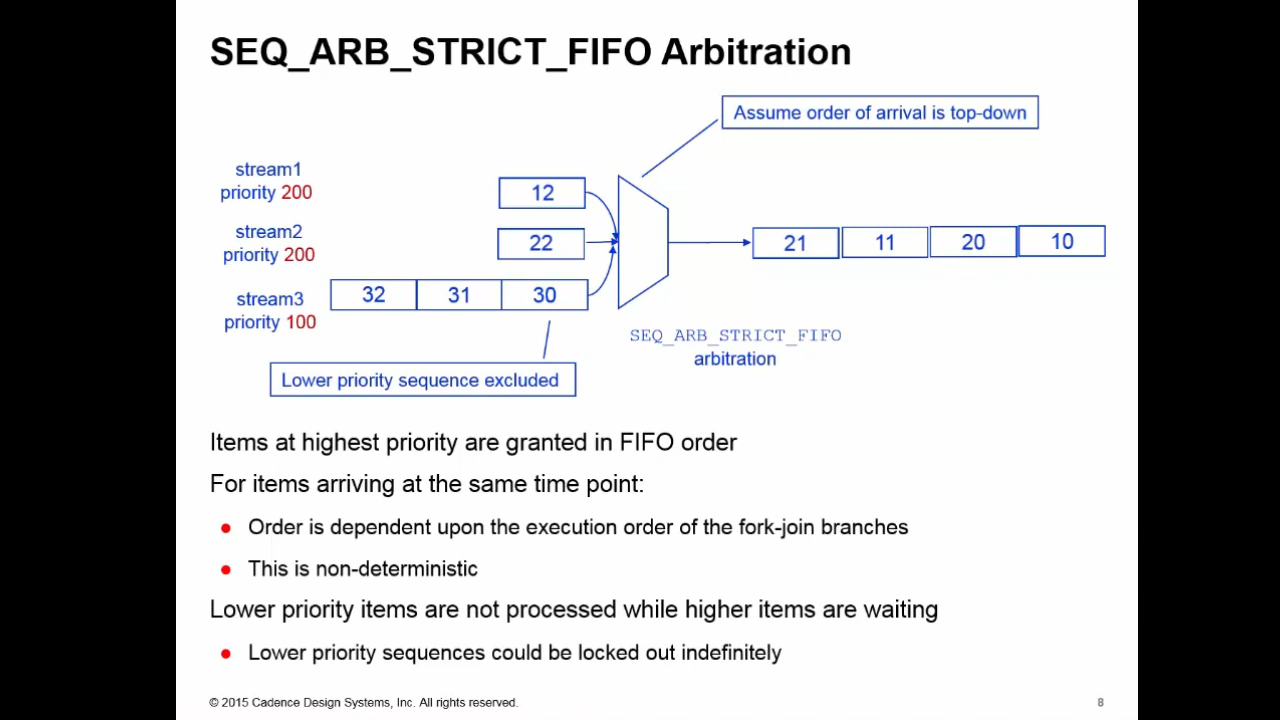 SEQ_ARB_STRICT_FIFO Arbitration
Assume order of arrival is top-down
stream1
priority 200
12
stream2
priority 200
22
21 11 20 10
stream3
priority 100
32 31 30
SEQ_ARB_STRICT_FIFO
arbitration
Lower priority sequence excluded
Items at highest priority are granted in FIFO order
For items arriving at the same time point:
● Order is dependent upon the execution order of the fork-join branches
● This is non-deterministic
Lower priority items are not processed while higher items are waiting
● Lower priority sequences could be locked out indefinitely
© 2015 Cadence Design Systems, Inc. All rights reserved.
8